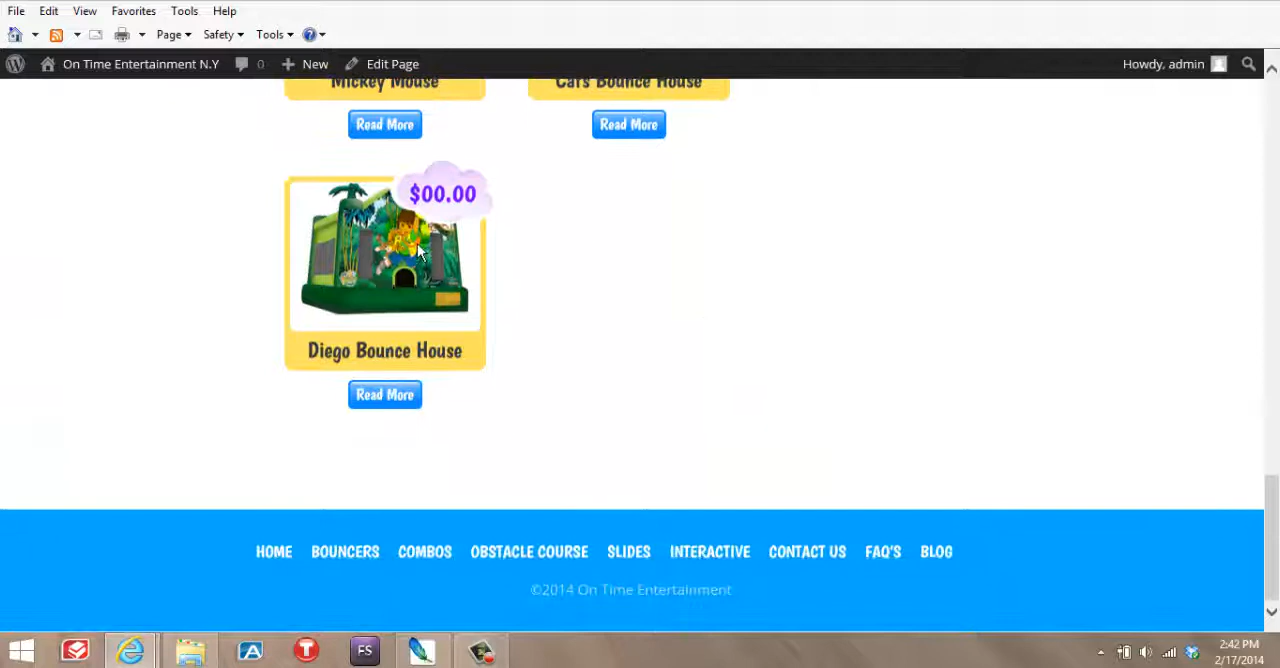 File Edit View Favorites Tools Help
Page Safety Tools
On Time Entertainment N.Y 0 New Edit Page Howdy, admin
Mickey Mouse Cars Bounce House
Read More Read More
$00.00
Diego Bounce House
Read More
HOME BOUNCERS COMBOS OBSTACLE COURSE SLIDES INTERACTIVE CONTACT US FAQ'S BLOG
©2014 On Time Entertainment
A T FS
2:42 PM
2/17/2014